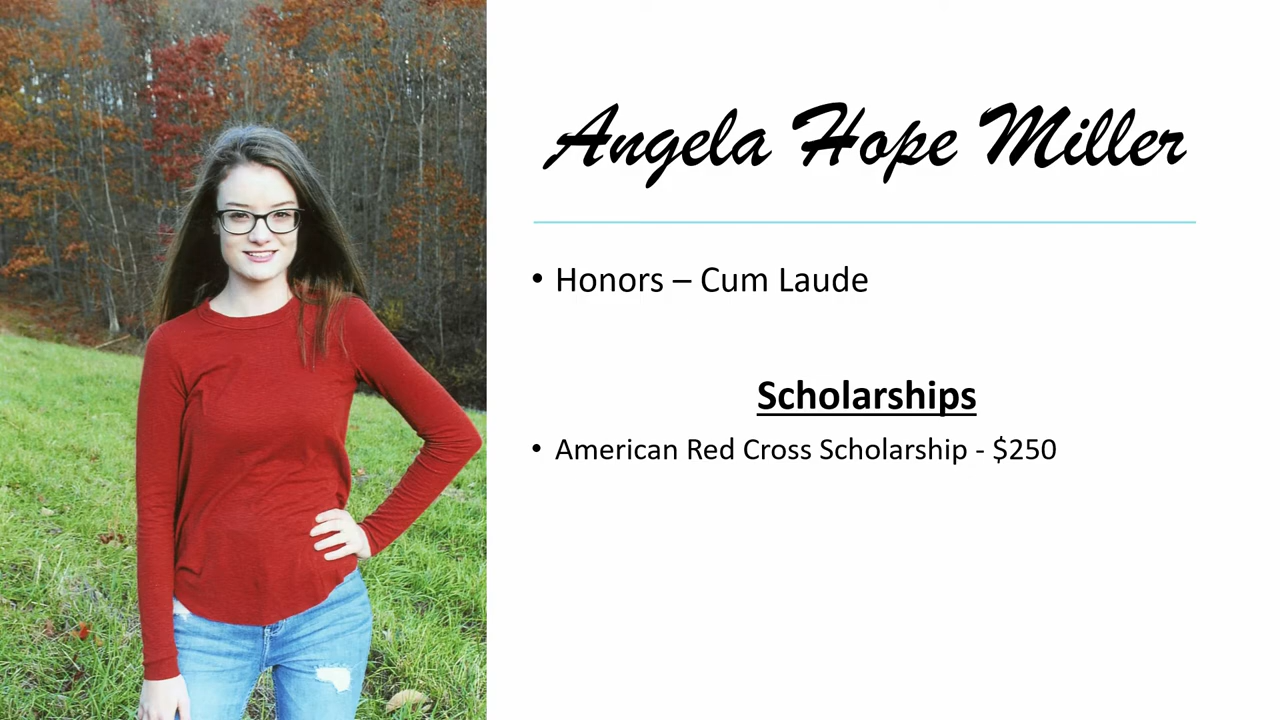 Angela Hope Miller
• Honors – Cum Laude
Scholarships
• American Red Cross Scholarship - $250